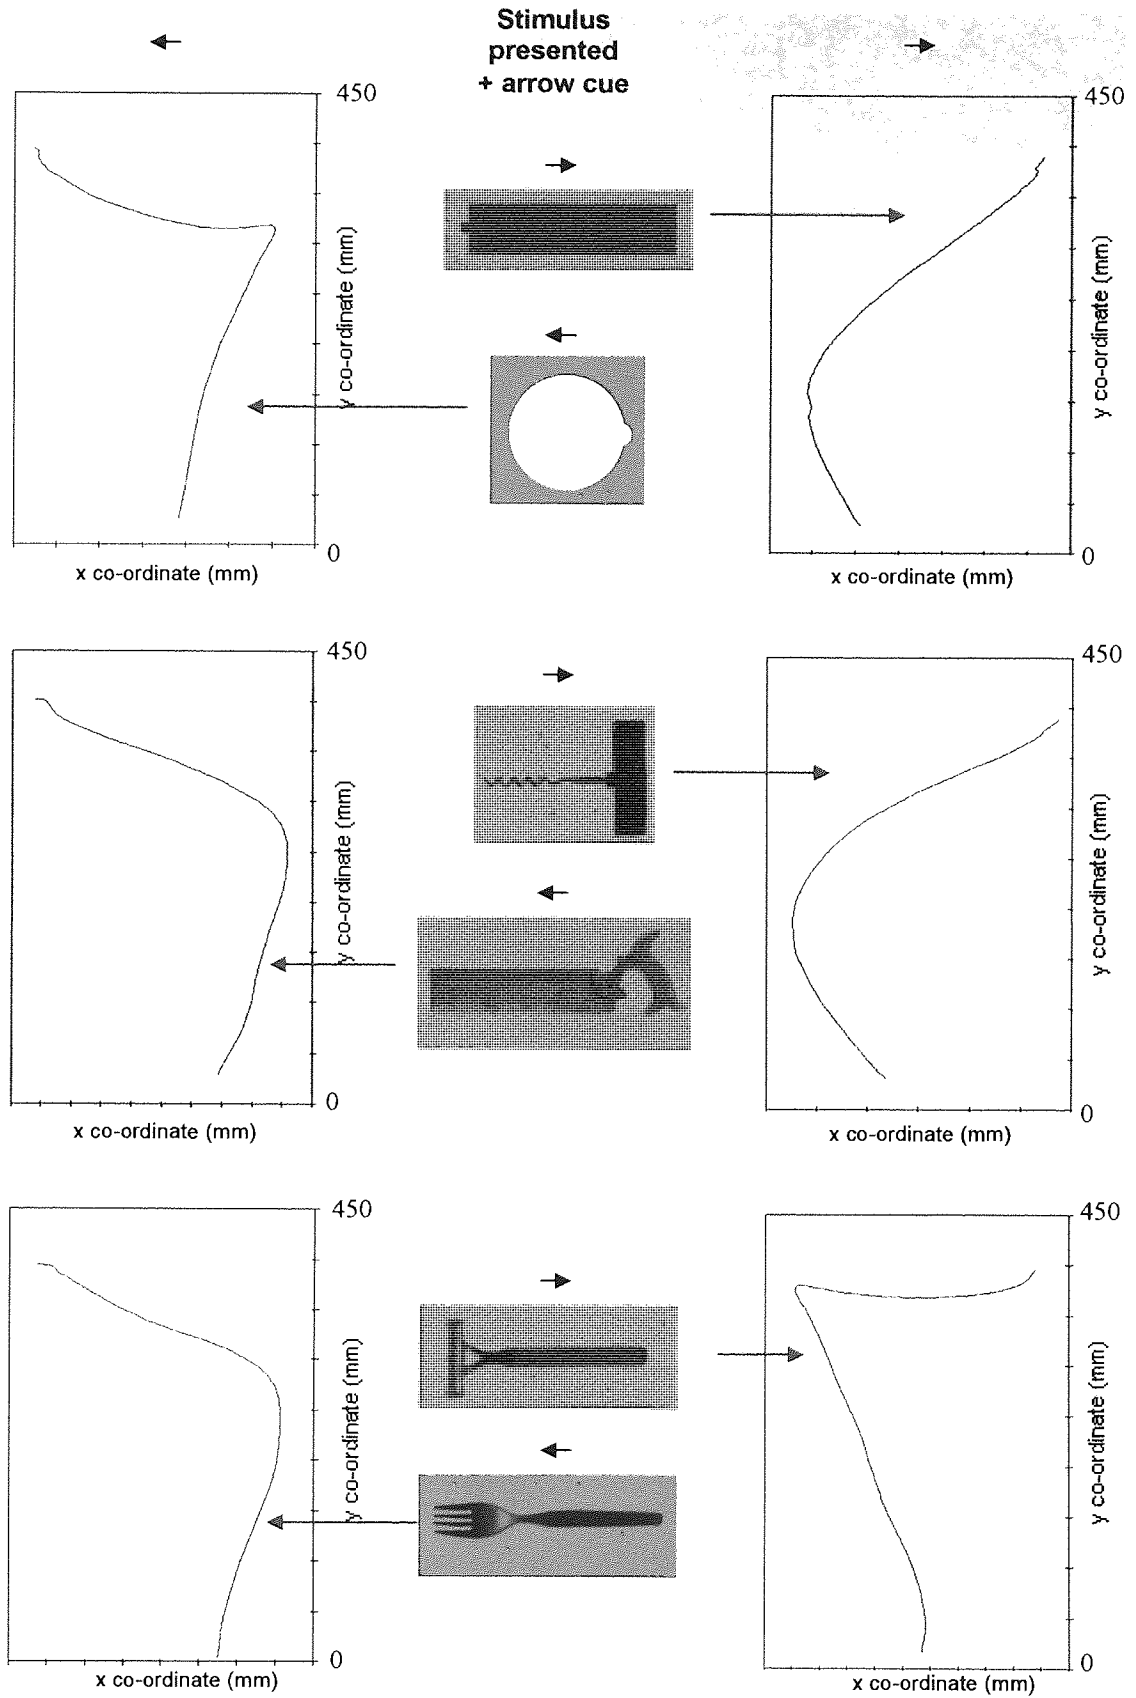 Stimulus
presented
+ arrow cue
450
y co-ordinate (mm)
0
x co-ordinate (mm)
450
y co-ordinate (mm)
0
x co-ordinate (mm)
450
y co-ordinate (mm)
0
x co-ordinate (mm)
450
y co-ordinate (mm)
0
x co-ordinate (mm)
450
y co-ordinate (mm)
0
x co-ordinate (mm)
450
y co-ordinate (mm)
0
x co-ordinate (mm)